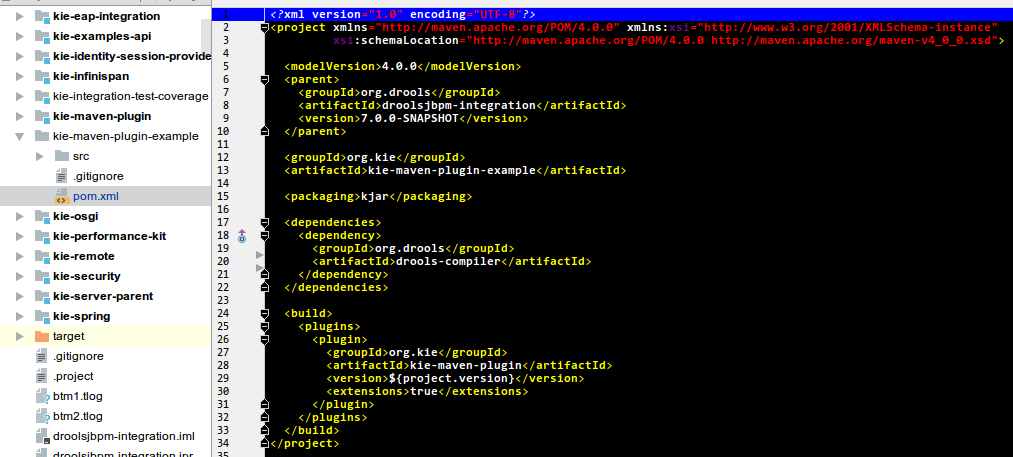 kie-eap-integration
kie-examples-api
kie-identity-session-provide
kie-infinispan
kie-integration-test-coverage
kie-maven-plugin
kie-maven-plugin-example
src
.gitignore
pom.xml
kie-osgi
kie-performance-kit
kie-remote
kie-security
kie-server-parent
kie-spring
target
.gitignore
.project
btm1.tlog
btm2.tlog
droolsjbpm-integration.iml
droolsjbpm-integration.ipr
1 <?xml version="1.0" encoding="UTF-8"?>
2 <project xmlns="http://maven.apache.org/POM/4.0.0" xmlns:xsi="http://www.w3.org/2001/XMLSchema-instance"
3 xsi:schemaLocation="http://maven.apache.org/POM/4.0.0 http://maven.apache.org/maven-v4_0_0.xsd">
4
5 <modelVersion>4.0.0</modelVersion>
6 <parent>
7 <groupId>org.drools</groupId>
8 <artifactId>droolsjbpm-integration</artifactId>
9 <version>7.0.0-SNAPSHOT</version>
10 </parent>
11
12 <groupId>org.kie</groupId>
13 <artifactId>kie-maven-plugin-example</artifactId>
14
15 <packaging>kjar</packaging>
16
17 <dependencies>
18 <dependency>
19 <groupId>org.drools</groupId>
20 <artifactId>drools-compiler</artifactId>
21 </dependency>
22 </dependencies>
23
24 <build>
25 <plugins>
26 <plugin>
27 <groupId>org.kie</groupId>
28 <artifactId>kie-maven-plugin</artifactId>
29 <version>${project.version}</version>
30 <extensions>true</extensions>
31 </plugin>
32 </plugins>
33 </build>
34 </project>
35